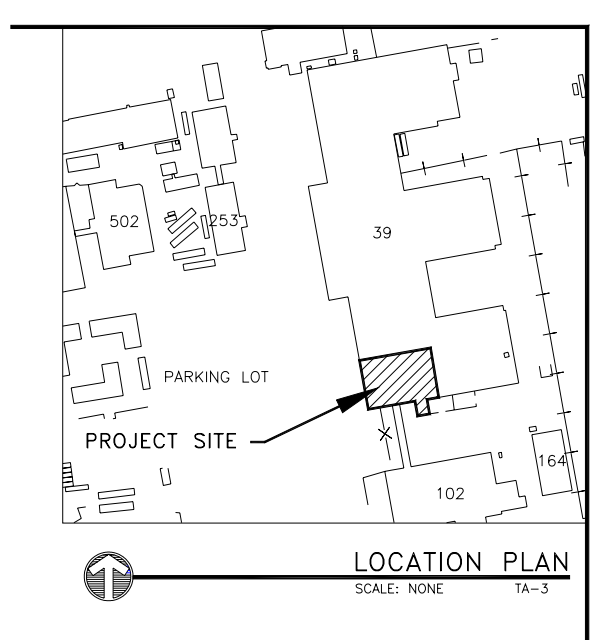 502
253
39
PARKING LOT
PROJECT SITE
164
102
LOCATION PLAN
SCALE: NONE TA-3